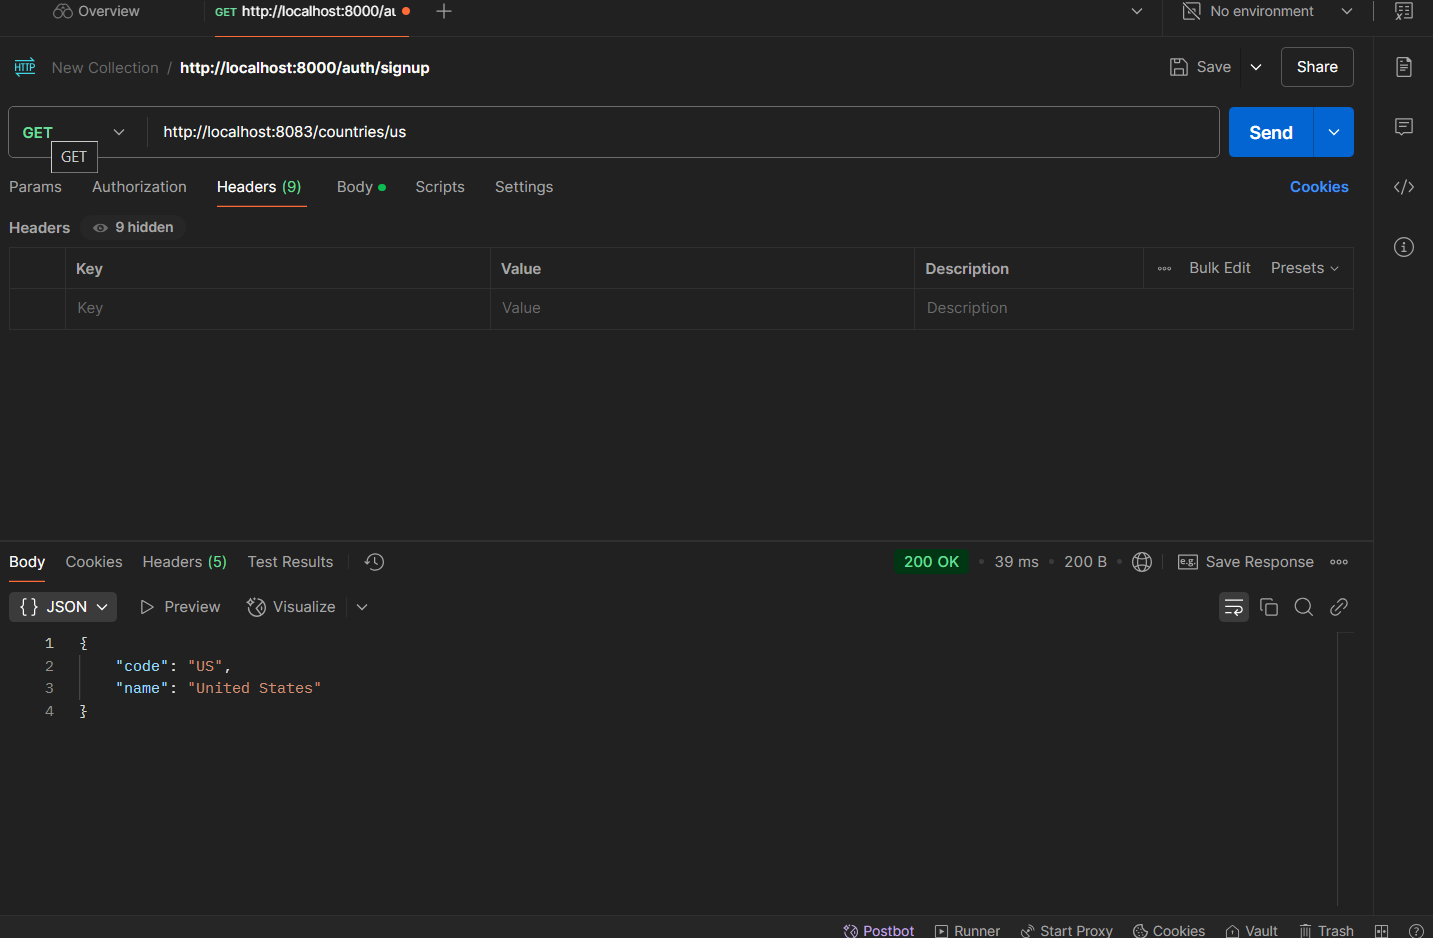 Overview
GET http://localhost:8000/au
No environment
HTTP New Collection / http://localhost:8000/auth/signup
Save
Share
GET
http://localhost:8083/countries/us
Send
GET
Params Authorization Headers (9) Body Scripts Settings
Cookies
Headers 9 hidden
Key Value Description Bulk Edit Presets
Key Value Description
Body Cookies Headers (5) Test Results
200 OK 39 ms 200 B e.g. Save Response
{} JSON Preview Visualize
1 {
2 "code": "US",
3 "name": "United States"
4 }
Postbot Runner Start Proxy Cookies Vault Trash